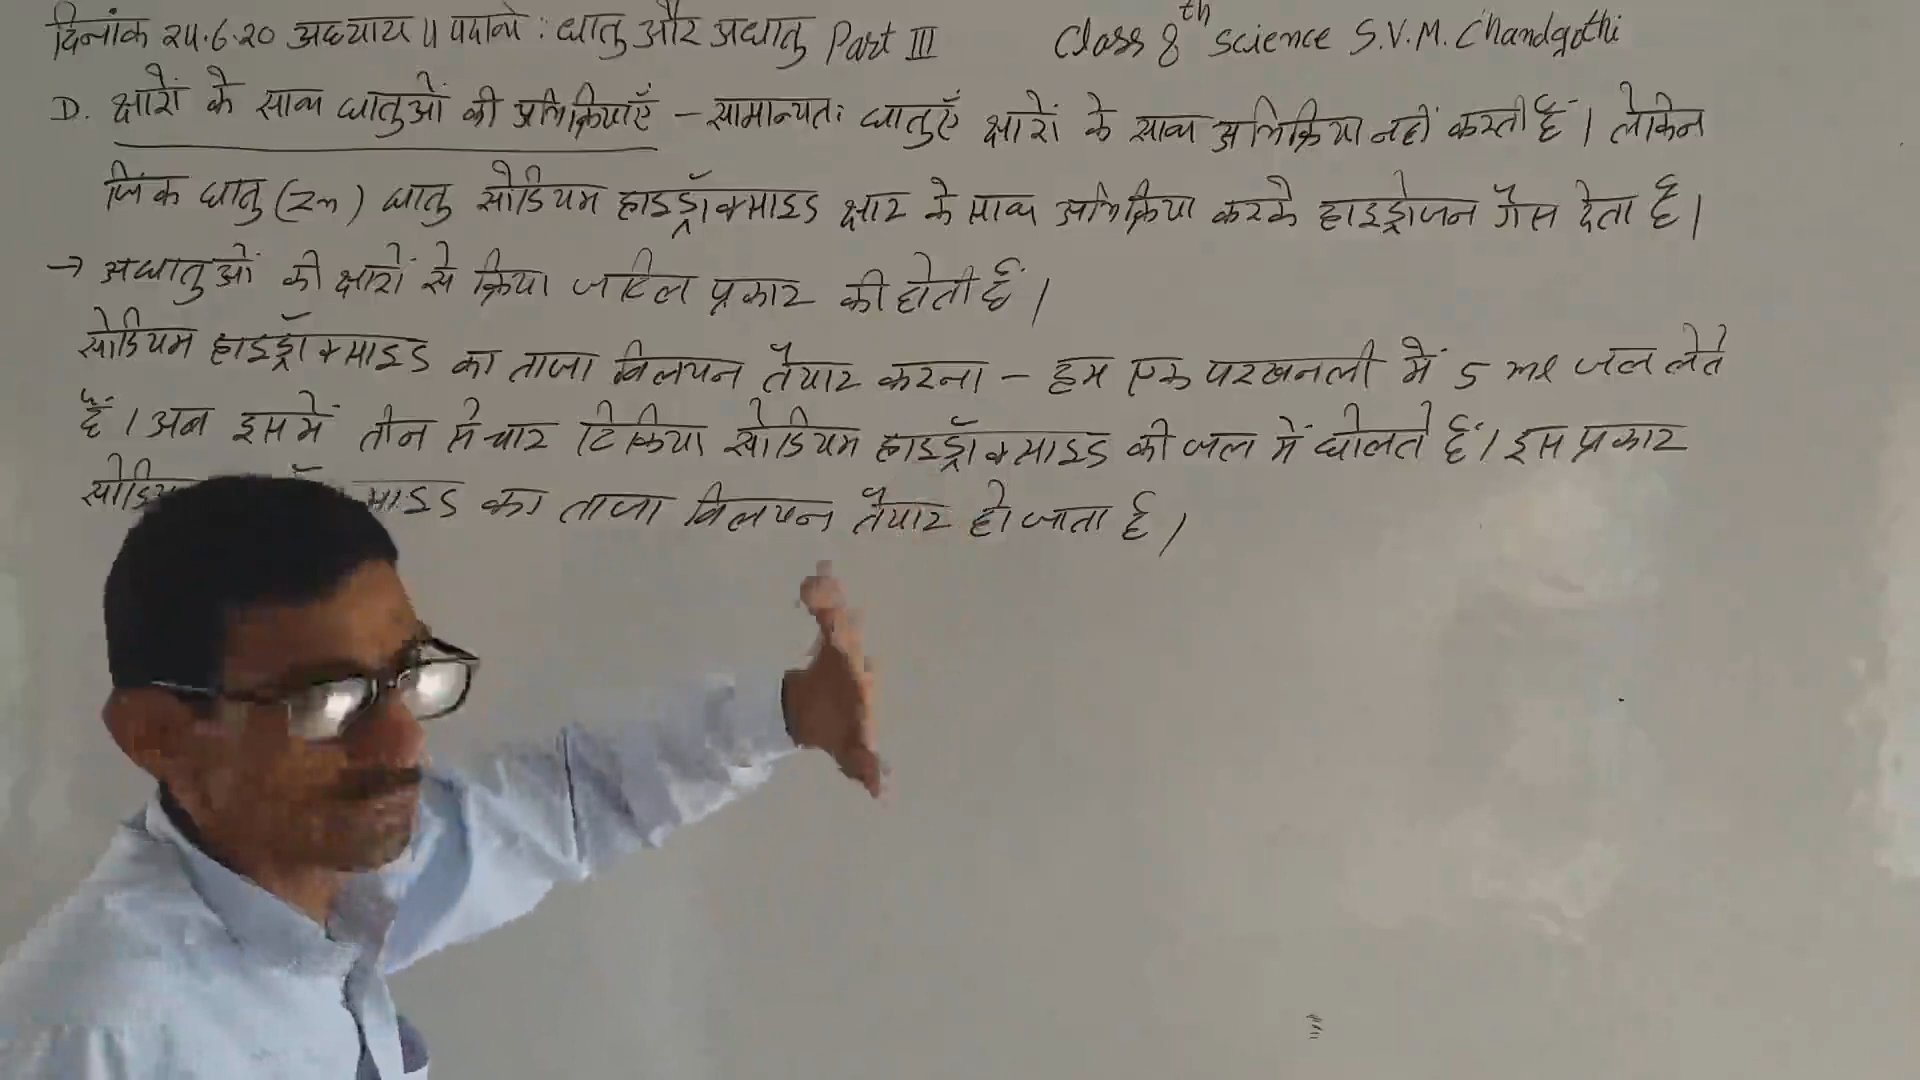 दिनांक 24.6.20 अध्याय 4 पदार्थ : धातु और अधातु Part III Class 8th Science S.V.M. Chandgothi
D. क्षारों के साथ धातुओं की अभिक्रियाएँ – सामान्यतः धातुएँ क्षारों के साथ अभिक्रिया नहीं करती हैं। लेकिन
जिंक धातु (Zn) धातु सोडियम हाइड्रॉक्साइड क्षार के साथ अभिक्रिया करके हाइड्रोजन गैस देता है।
→ अधातुओं की क्षारों से क्रिया जटिल प्रकार की होती है।
सोडियम हाइड्रॉक्साइड का ताजा विलयन तैयार करना – हम एक परखनली में 5 ml जल लेते
हैं। अब इसमें तीन से चार टिकिया सोडियम हाइड्रॉक्साइड की जल में घोलते हैं। इस प्रकार
का ताजा विलयन तैयार हो जाता है।